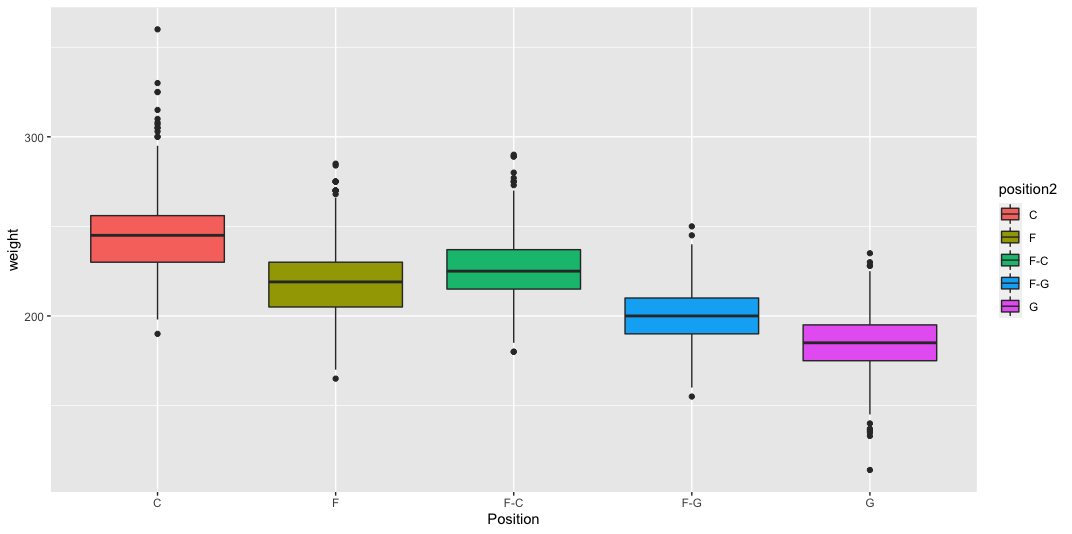 weight
300
200
C F F-C F-G G
Position
position2
C
F
F-C
F-G
G